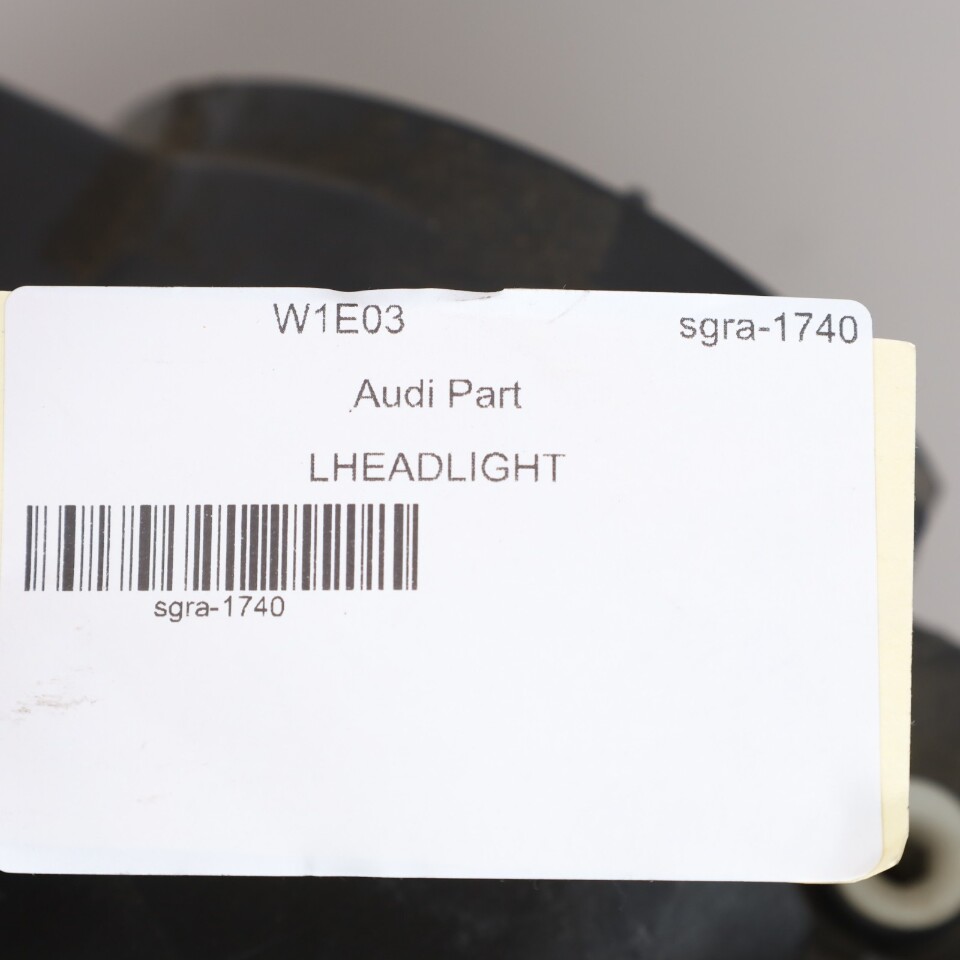 W1E03 sgra-1740
Audi Part
LHEADLIGHT
sgra-1740